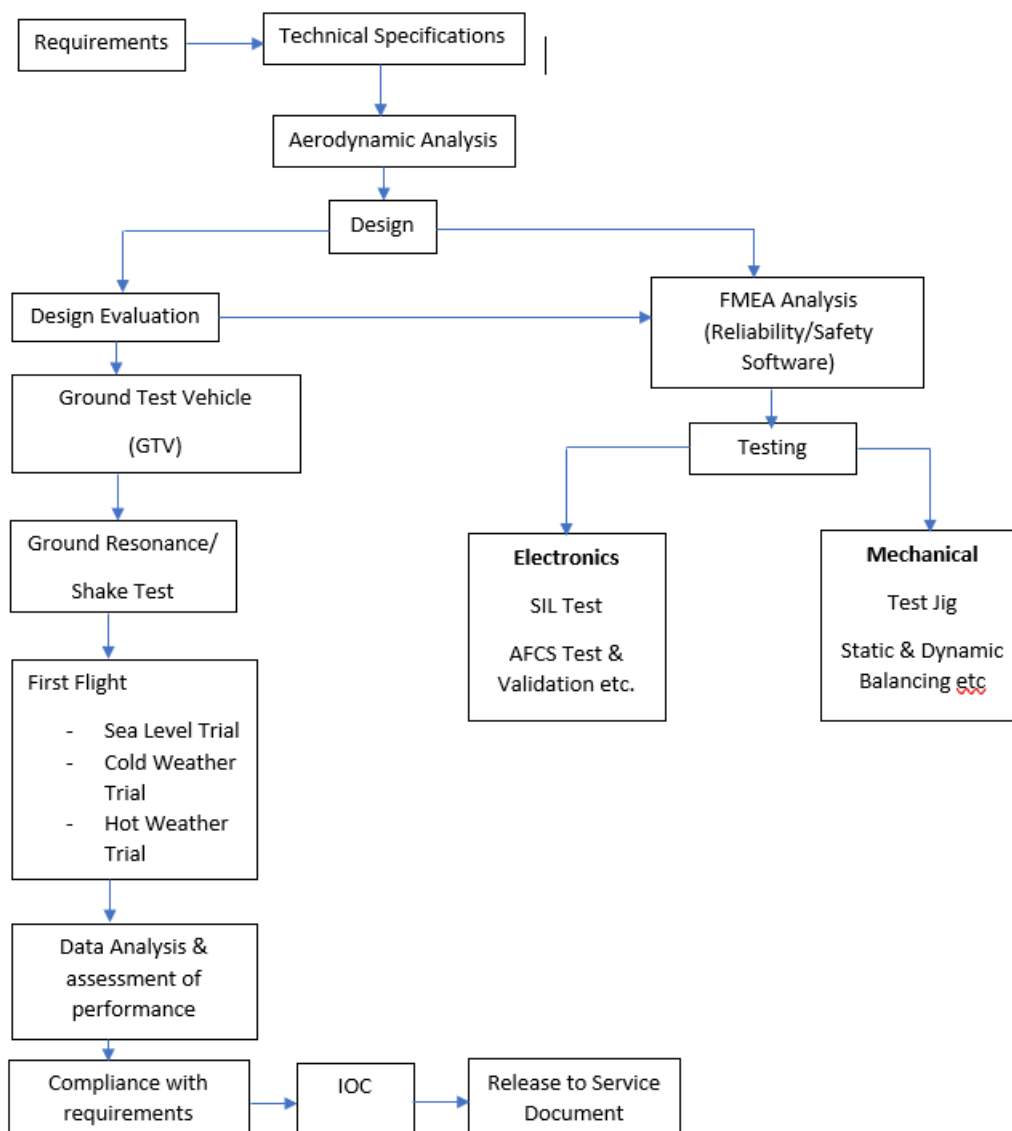 Requirements
Technical Specifications
Aerodynamic Analysis
Design
Design Evaluation
FMEA Analysis
(Reliability/Safety
Software)
Ground Test Vehicle
(GTV)
Testing
Ground Resonance/
Shake Test
Electronics
SIL Test
AFCS Test &
Validation etc.
Mechanical
Test Jig
Static & Dynamic
Balancing etc
First Flight
- Sea Level Trial
- Cold Weather
Trial
- Hot Weather
Trial
Data Analysis &
assessment of
performance
Compliance with
requirements
IOC
Release to Service
Document